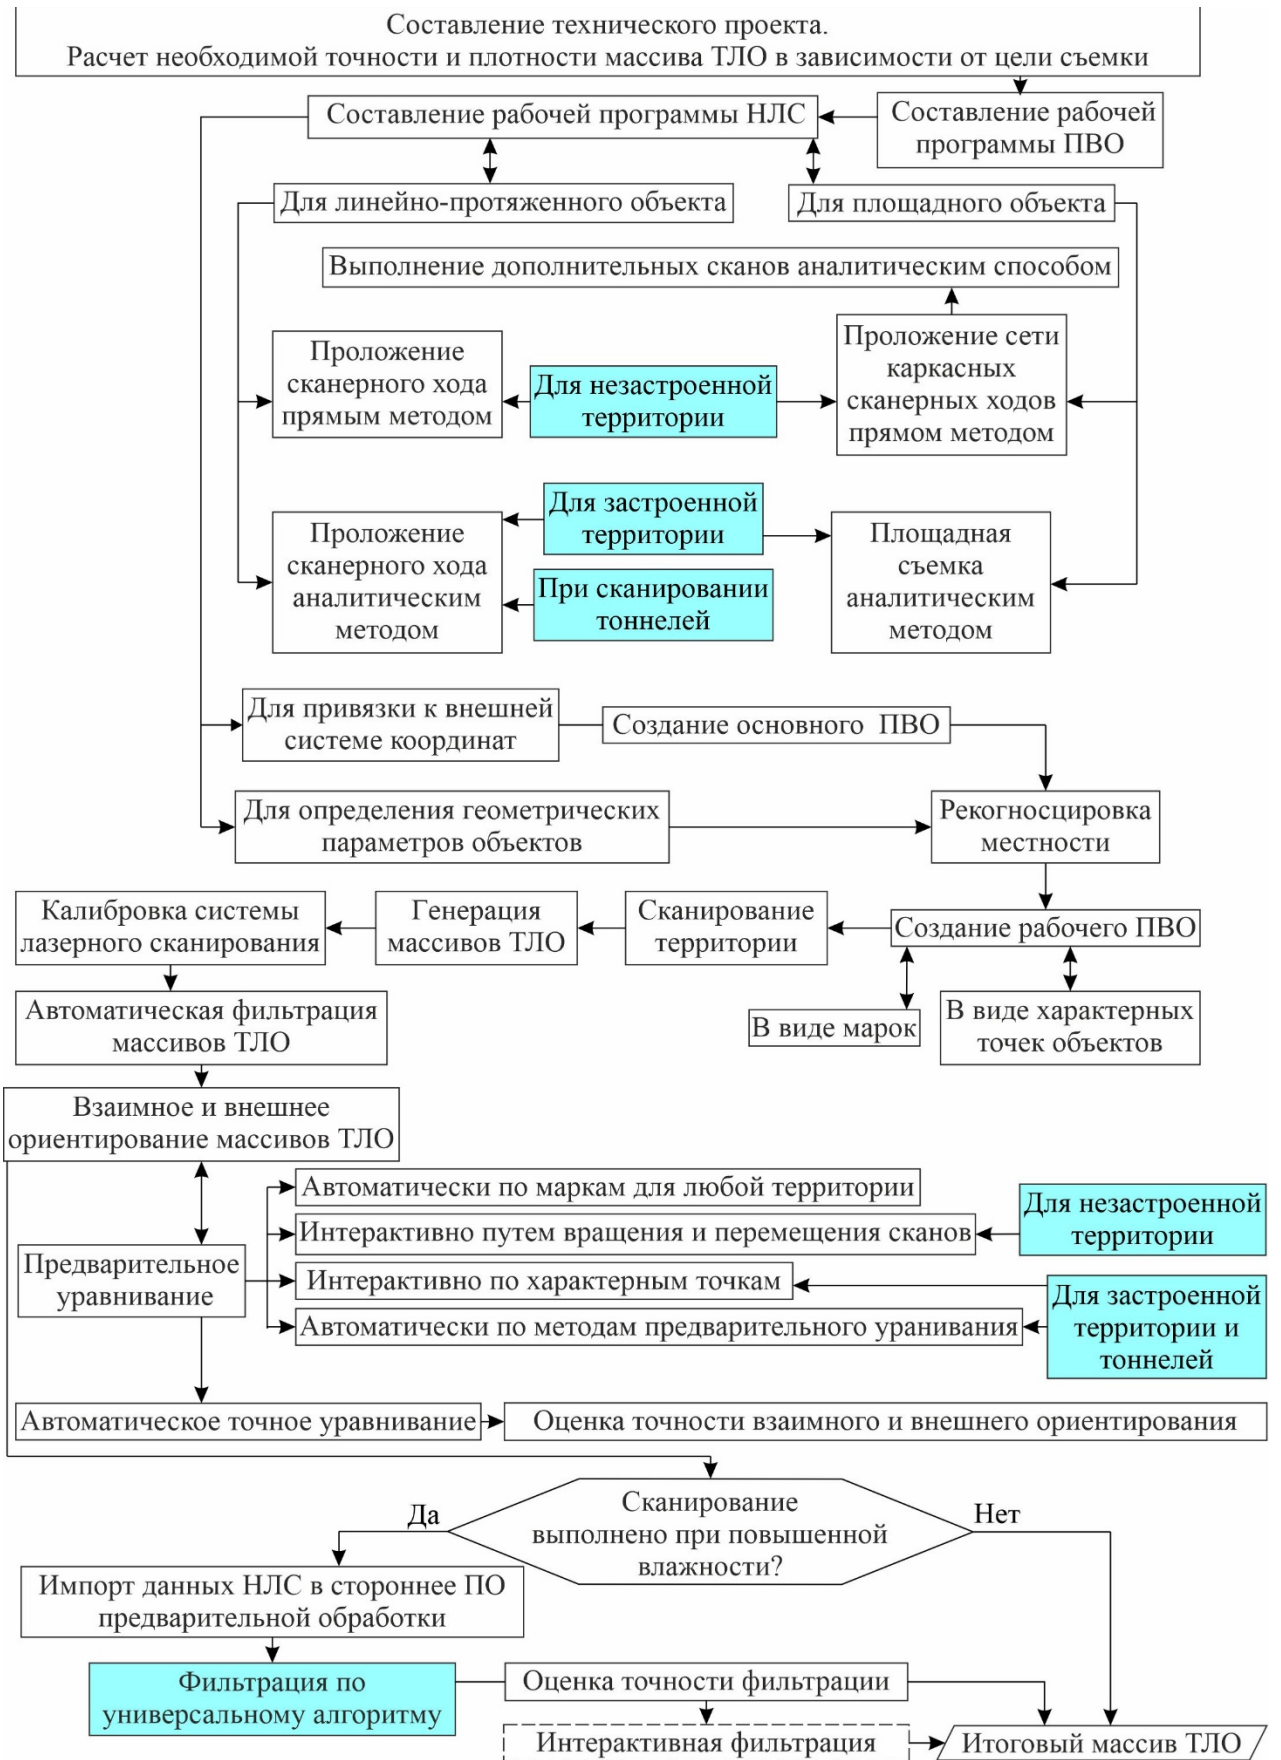 Составление технического проекта.
Расчет необходимой точности и плотности массива ТЛО в зависимости от цели съемки
Составление рабочей программы НЛС
Составление рабочей
программы ПВО
Для линейно-протяженного объекта
Для площадного объекта
Выполнение дополнительных сканов аналитическим способом
Проложение
сканерного хода
прямым методом
Для незастроенной
территории
Проложение сети
каркасных
сканерных ходов
прямом методом
Проложение
сканерного хода
аналитическим
методом
Для застроенной
территории
При сканировании
тоннелей
Площадная
съемка
аналитическим
методом
Для привязки к внешней
системе координат
Создание основного ПВО
Для определения геометрических
параметров объектов
Рекогносцировка
местности
Калибровка системы
лазерного сканирования
Генерация
массивов ТЛО
Сканирование
территории
Создание рабочего ПВО
Автоматическая фильтрация
массивов ТЛО
В виде марок
В виде характерных
точек объектов
Взаимное и внешнее
ориентирование массивов ТЛО
Автоматически по маркам для любой территории
Интерактивно путем вращения и перемещения сканов
Для незастроенной
территории
Предварительное
уравнивание
Интерактивно по характерным точкам
Автоматически по методам предварительного уранивания
Для застроенной
территории и
тоннелей
Автоматическое точное уравнивание
Оценка точности взаимного и внешнего ориентирования
Да
Сканирование
выполнено при повышенной
влажности?
Нет
Импорт данных НЛС в стороннее ПО
предварительной обработки
Фильтрация по
универсальному алгоритму
Оценка точности фильтрации
Интерактивная фильтрация
Итоговый массив ТЛО